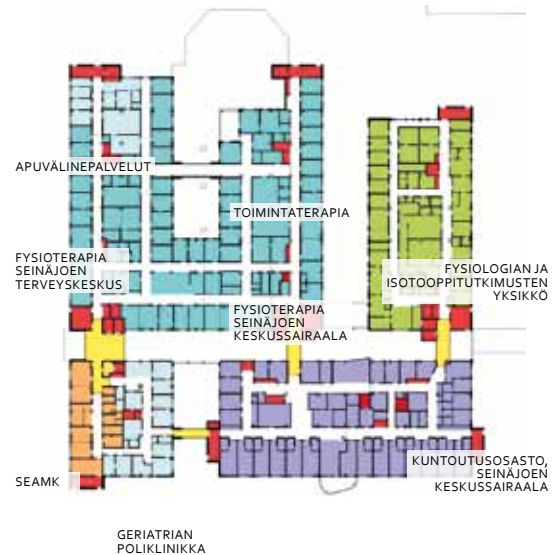 APUVÄLINEPALVELUT
TOIMINTATERAPIA
FYSIOTERAPIA
SEINÄJOEN
TERVEYSKESKUS
FYSIOLOGIAN JA
ISOTOOPPITUTKIMUSTEN
YKSIKKÖ
FYSIOTERAPIA
SEINÄJOEN
KESKUSSAIRAALA
KUNTOUTUSOSASTO,
SEINÄJOEN
KESKUSSAIRAALA
SEAMK
GERIATRIAN
POLIKLINIKKA